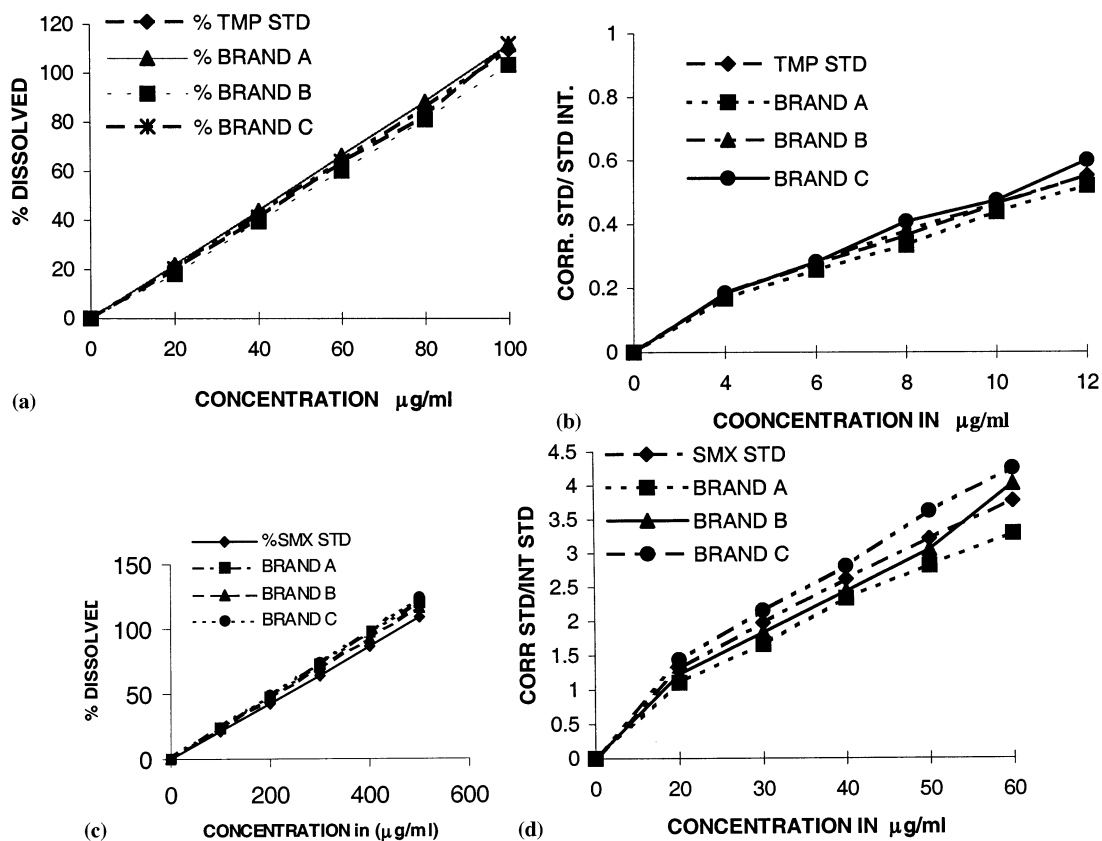 % TMP STD
% BRAND A
% BRAND B
% BRAND C
120
100
80
60
40
20
0
% DISSOLVED
0 20 40 60 80 100
CONCENTRATION μg/ml
(a)
TMP STD
BRAND A
BRAND B
BRAND C
1
0.8
0.6
0.4
0.2
0
CORR. STD/ STD INT.
0 4 6 8 10 12
COONCENTRATION IN μg/ml
(b)
%SMX STD
BRAND A
BRAND B
BRAND C
150
100
50
0
% DISSOLVED
0 200 400 600
CONCENTRATION in (μg/ml)
(c)
SMX STD
BRAND A
BRAND B
BRAND C
4.5
4
3.5
3
2.5
2
1.5
1
0.5
0
CORR STD/INT STD
0 20 30 40 50 60
CONCENTRATION IN μg/ml
(d)